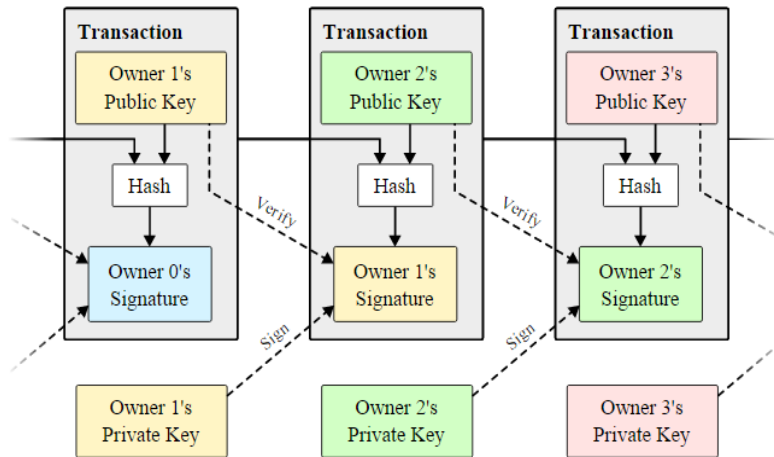 Transaction
Transaction
Transaction
Owner 1's
Public Key
Owner 2's
Public Key
Owner 3's
Public Key
Hash
Hash
Hash
Verify
Verify
Owner 0's
Signature
Owner 1's
Signature
Owner 2's
Signature
Sign
Sign
Owner 1's
Private Key
Owner 2's
Private Key
Owner 3's
Private Key